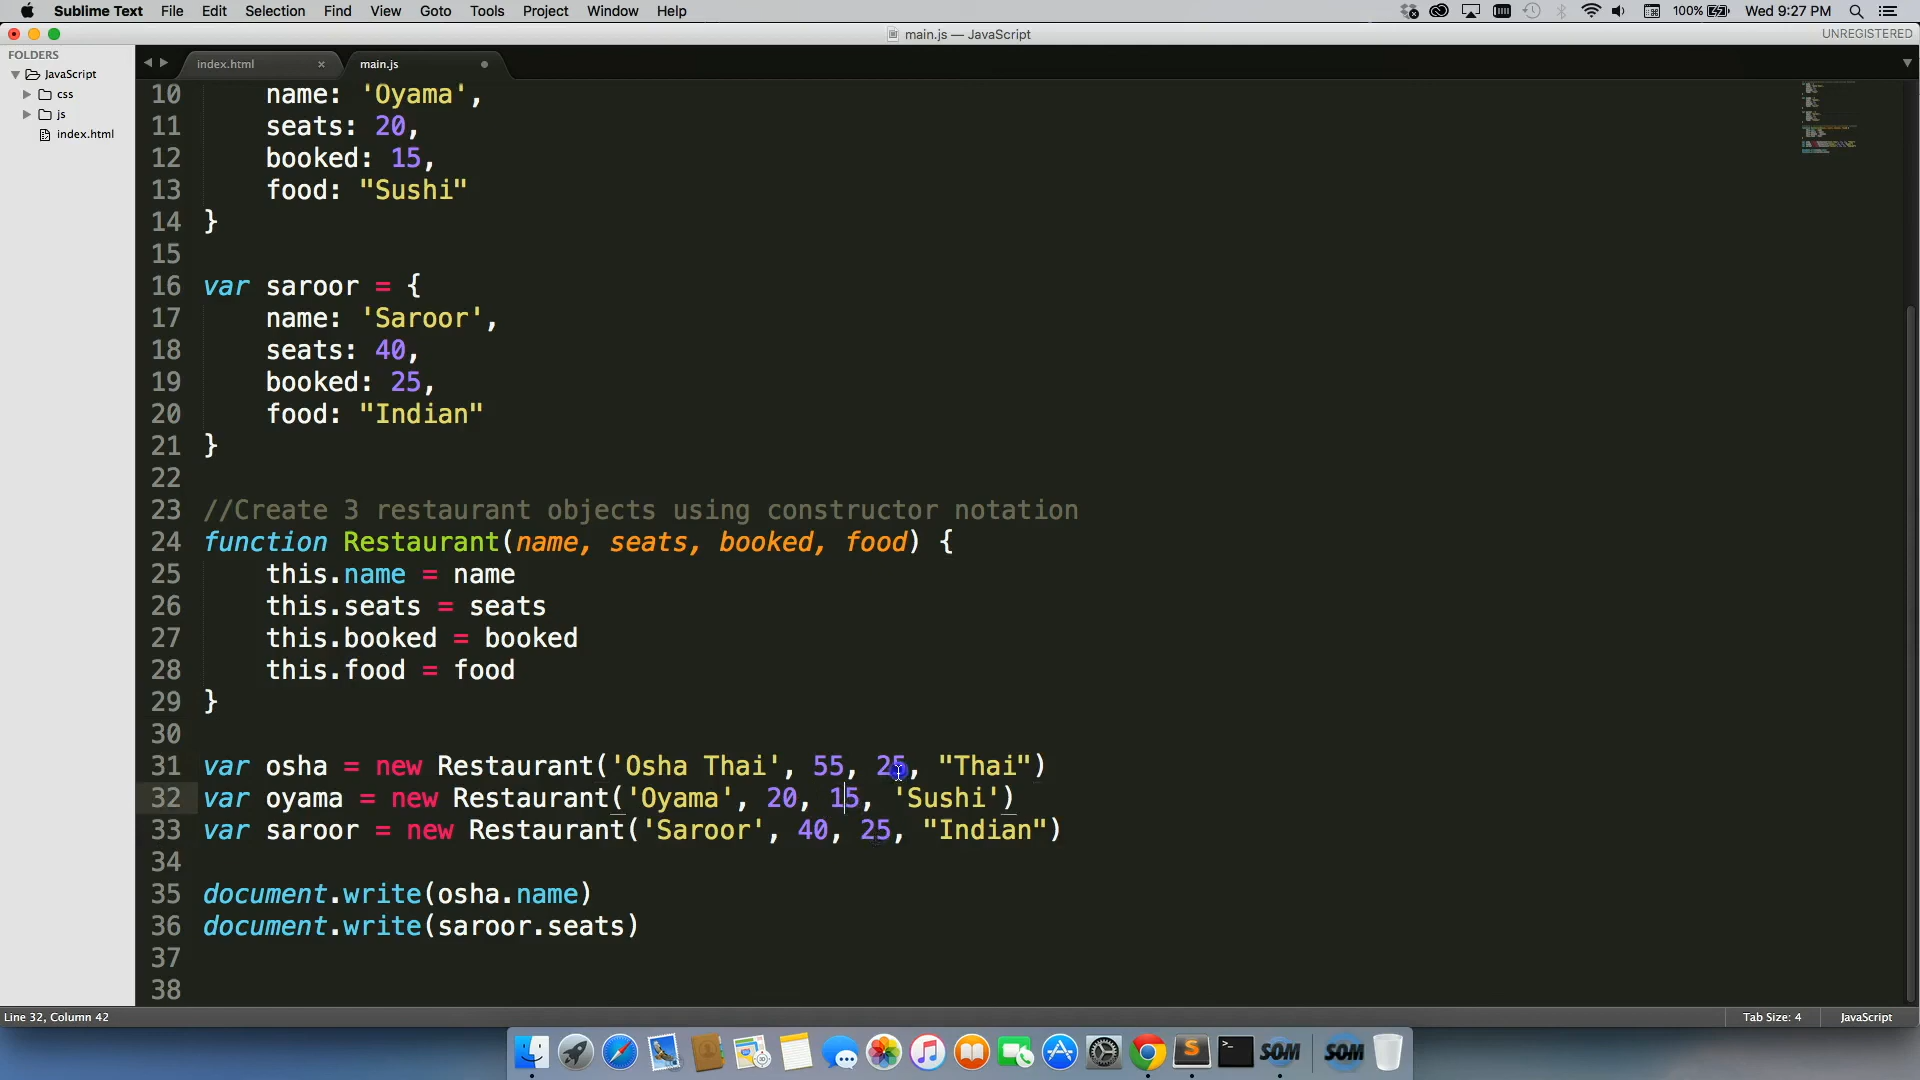 Sublime Text File Edit Selection Find View Goto Tools Project Window Help 100% Wed 9:27 PM
main.js — JavaScript UNREGISTERED
FOLDERS
JavaScript
css
js
index.html
index.html × main.js
10 name: 'Oyama',
11 seats: 20,
12 booked: 15,
13 food: "Sushi"
14 }
15
16 var saroor = {
17 name: 'Saroor',
18 seats: 40,
19 booked: 25,
20 food: "Indian"
21 }
22
23 //Create 3 restaurant objects using constructor notation
24 function Restaurant(name, seats, booked, food) {
25 this.name = name
26 this.seats = seats
27 this.booked = booked
28 this.food = food
29 }
30
31 var osha = new Restaurant('Osha Thai', 55, 25, "Thai")
32 var oyama = new Restaurant('Oyama', 20, 15, 'Sushi')
33 var saroor = new Restaurant('Saroor', 40, 25, "Indian")
34
35 document.write(osha.name)
36 document.write(saroor.seats)
37
38
Line 32, Column 42 Tab Size: 4 JavaScript
S >_ SOM SOM